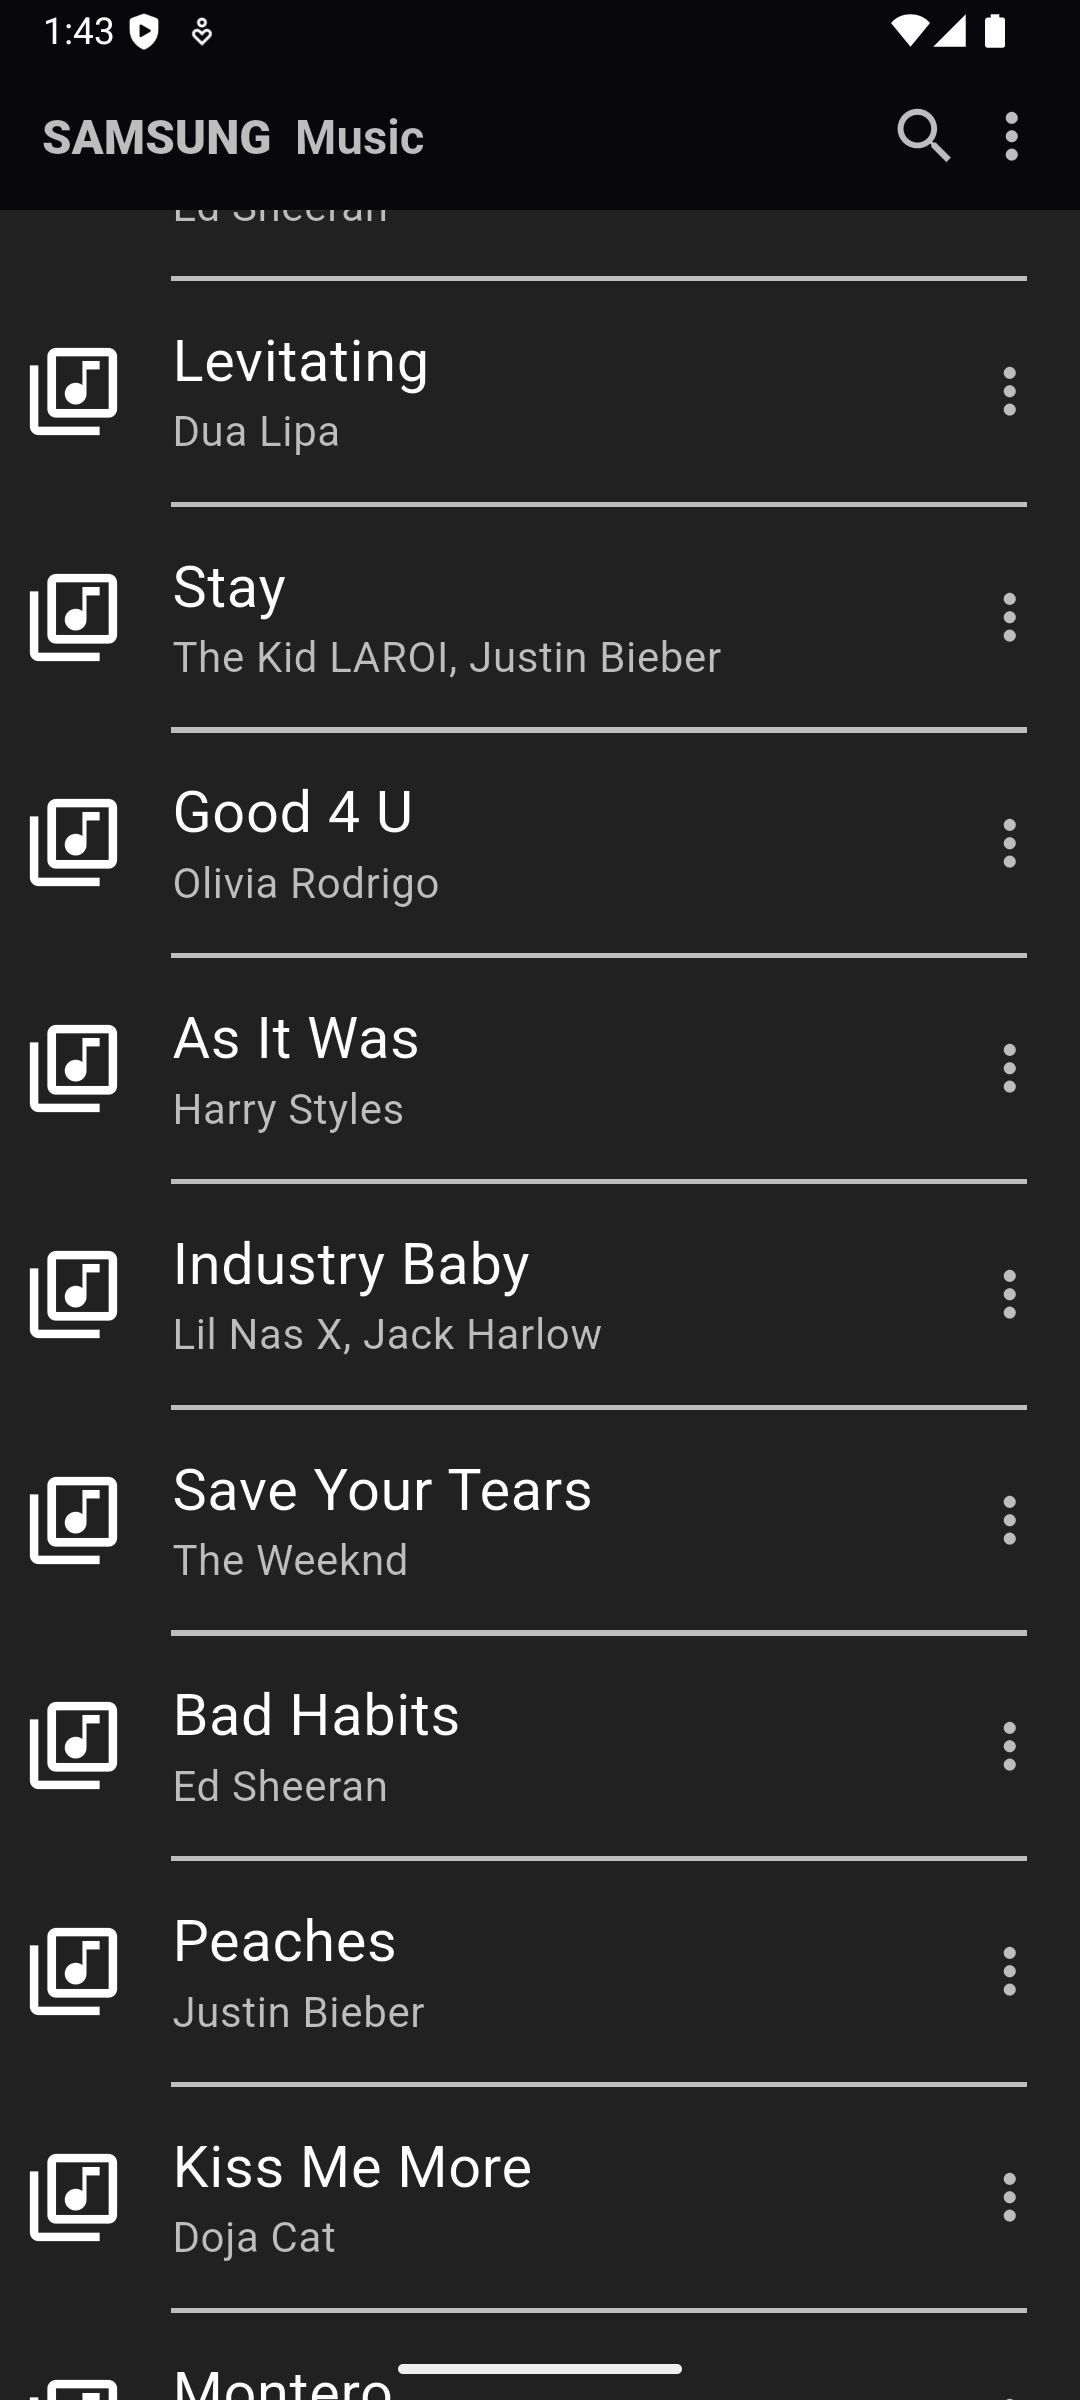 1:43
SAMSUNG Music
Ed Sheeran
Levitating
Dua Lipa
Stay
The Kid LAROI, Justin Bieber
Good 4 U
Olivia Rodrigo
As It Was
Harry Styles
Industry Baby
Lil Nas X, Jack Harlow
Save Your Tears
The Weeknd
Bad Habits
Ed Sheeran
Peaches
Justin Bieber
Kiss Me More
Doja Cat
Montero